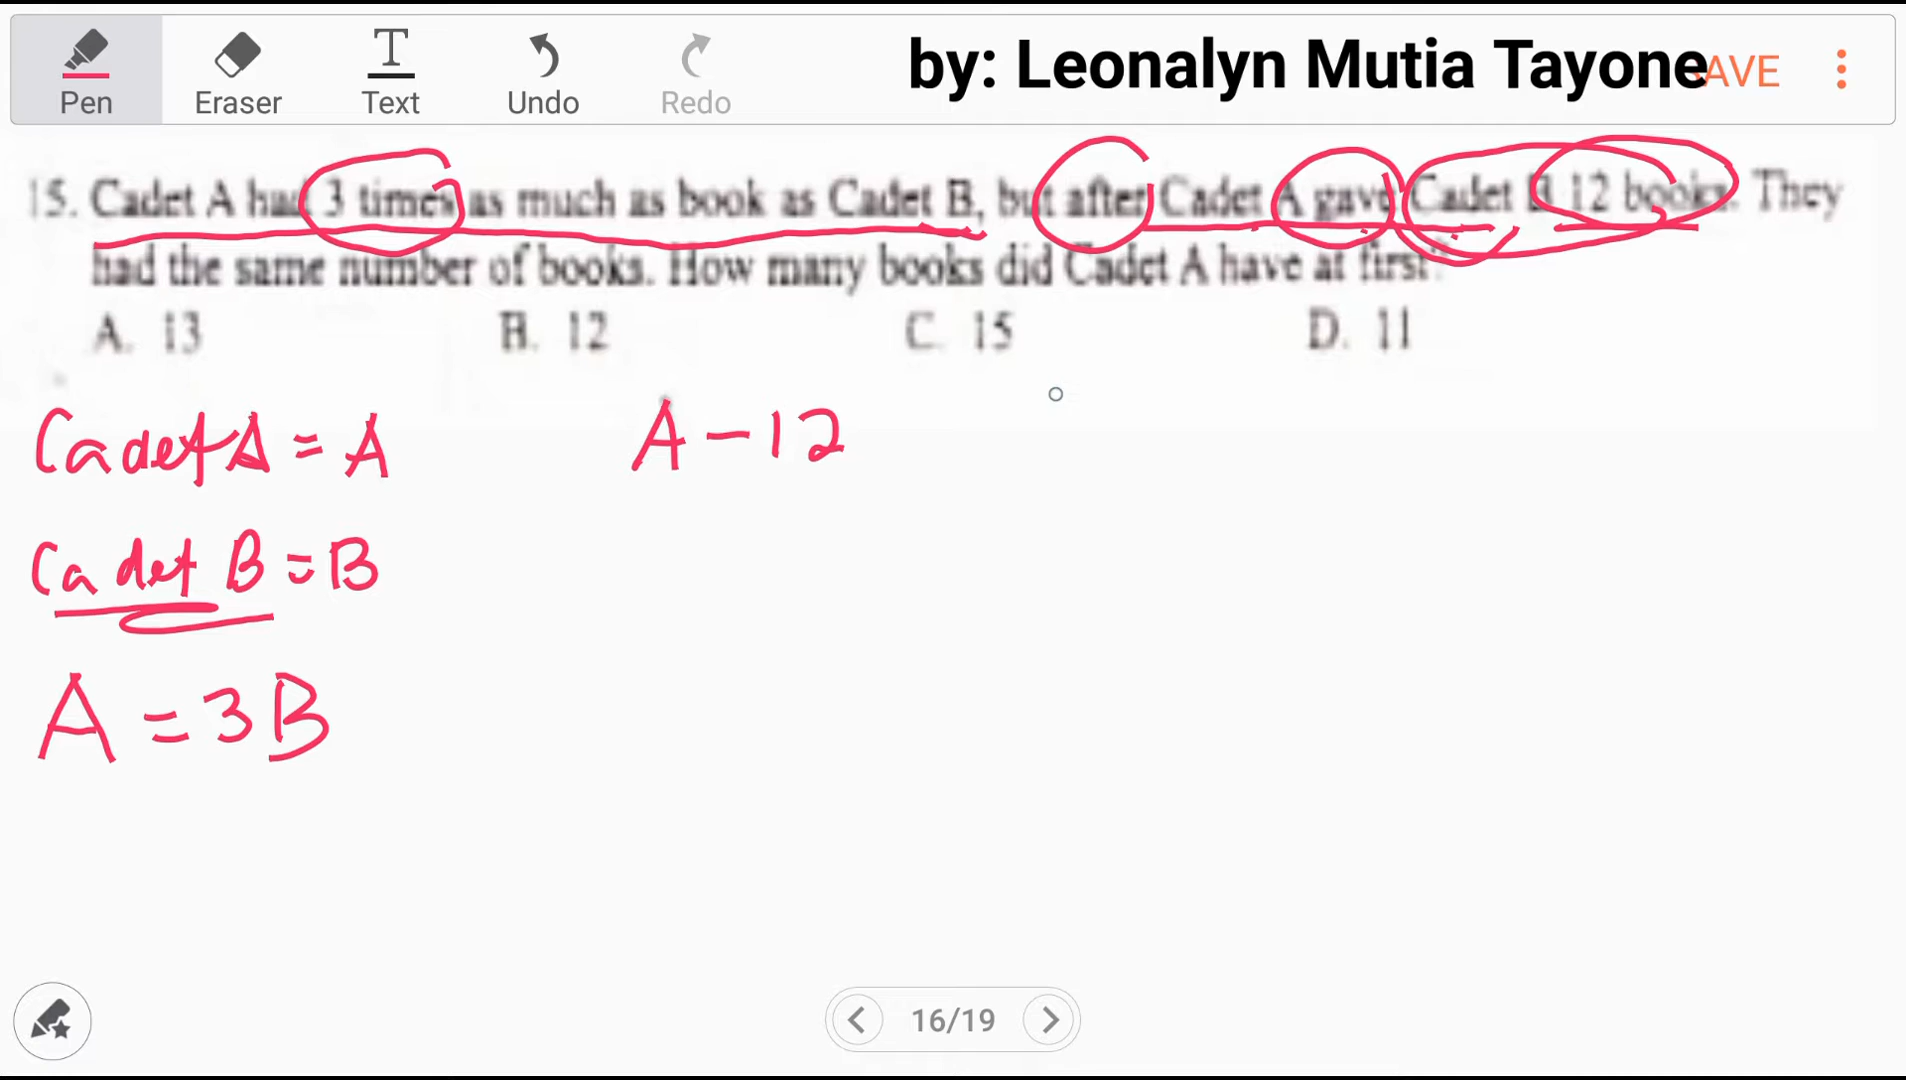 Pen
Eraser
Text
Undo
Redo
by: Leonalyn Mutia Tayone
AVE
15. Cadet A had 3 times as much as book as Cadet B, but after Cadet A gave Cadet B 12 books. They
had the same number of books. How many books did Cadet A have at first?
A. 13 B. 12 C. 15 D. 11
Cadet A = A
A - 12
Cadet B = B
A = 3B
16/19